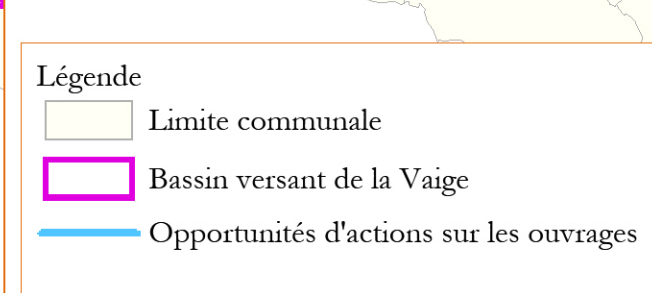 Légende
Limite communale
Bassin versant de la Vaige
Opportunités d'actions sur les ouvrages